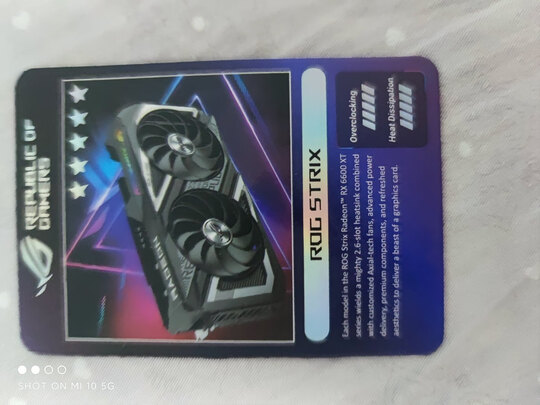 REPUBLIC OF
GAMERS
ROG STRIX
Each model in the ROG Strix Radeon™ RX 6600 XT
series wields a mighty 2.6-slot heatsink combined
with customized Axial-tech fans, advanced power
delivery, premium components, and refreshed
aesthetics to deliver a beast of a graphics card.
Overclocking
Heat Dissipation
SHOT ON MI 10 5G